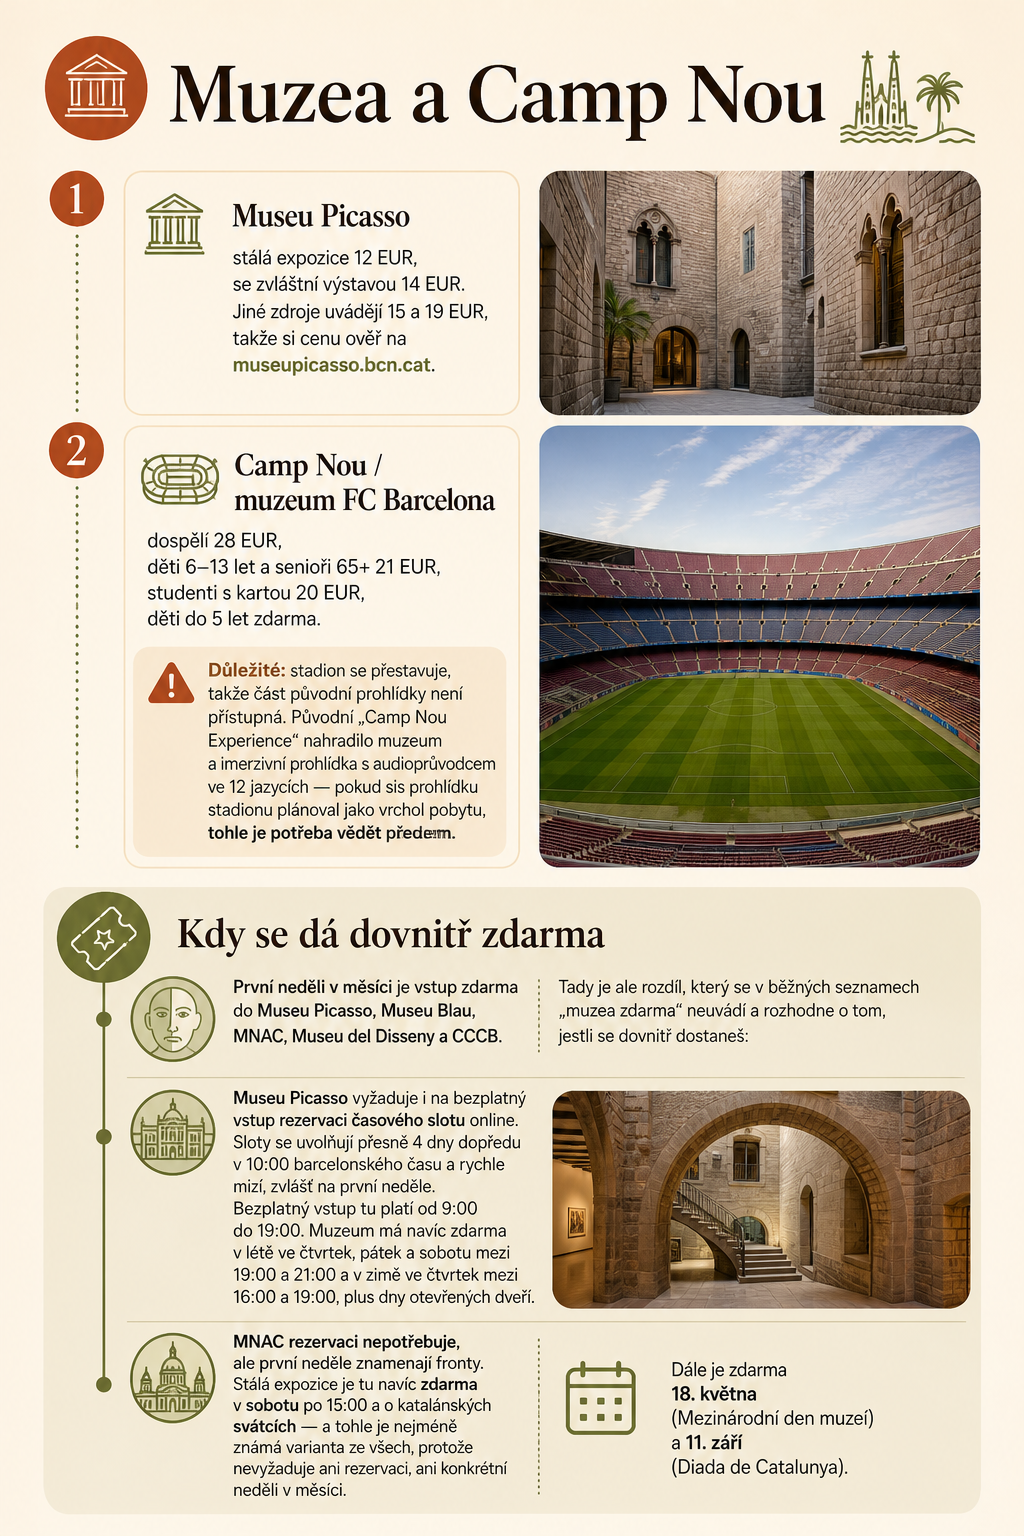 Muzea a Camp Nou
1
Museu Picasso
stálá expozice 12 EUR,
se zvláštní výstavou 14 EUR.
Jiné zdroje uvádějí 15 a 19 EUR,
takže si cenu ověř na
museupicasso.bcn.cat.
2
Camp Nou /
muzeum FC Barcelona
dospělí 28 EUR,
děti 6–13 let a senioři 65+ 21 EUR,
studenti s kartou 20 EUR,
děti do 5 let zdarma.
Důležité: stadion se přestavuje,
takže část původní prohlídky není
přístupná. Původní „Camp Nou
Experience“ nahradilo muzeum
a imerzivní prohlídka s audioprůvodcem
ve 12 jazycích — pokud sis prohlídku
stadionu plánoval jako vrchol pobytu,
tohle je potřeba vědět předem.
Kdy se dá dovnitř zdarma
První neděli v měsíci je vstup zdarma
do Museu Picasso, Museu Blau,
MNAC, Museu del Disseny a CCCB.
Tady je ale rozdíl, který se v běžných seznamech
„muzea zdarma“ neuvádí a rozhodne o tom,
jestli se dovnitř dostaneš:
Museu Picasso vyžaduje i na bezplatný
vstup rezervaci časového slotu online.
Sloty se uvolňují přesně 4 dny dopředu
v 10:00 barcelonského času a rychle
mizí, zvlášť na první neděle.
Bezplatný vstup tu platí od 9:00
do 19:00. Muzeum má navíc zdarma
v létě ve čtvrtek, pátek a sobotu mezi
19:00 a 21:00 a v zimě ve čtvrtek mezi
16:00 a 19:00, plus dny otevřených dveří.
MNAC rezervaci nepotřebuje,
ale první neděle znamenají fronty.
Stálá expozice je tu navíc zdarma
v sobotu po 15:00 a o katalánských
svátcích — a tohle je nejméně
známá varianta ze všech, protože
nevyžaduje ani rezervaci, ani konkrétní
neděli v měsíci.
Dále je zdarma
18. května
(Mezinárodní den muzeí)
a 11. září
(Diada de Catalunya).